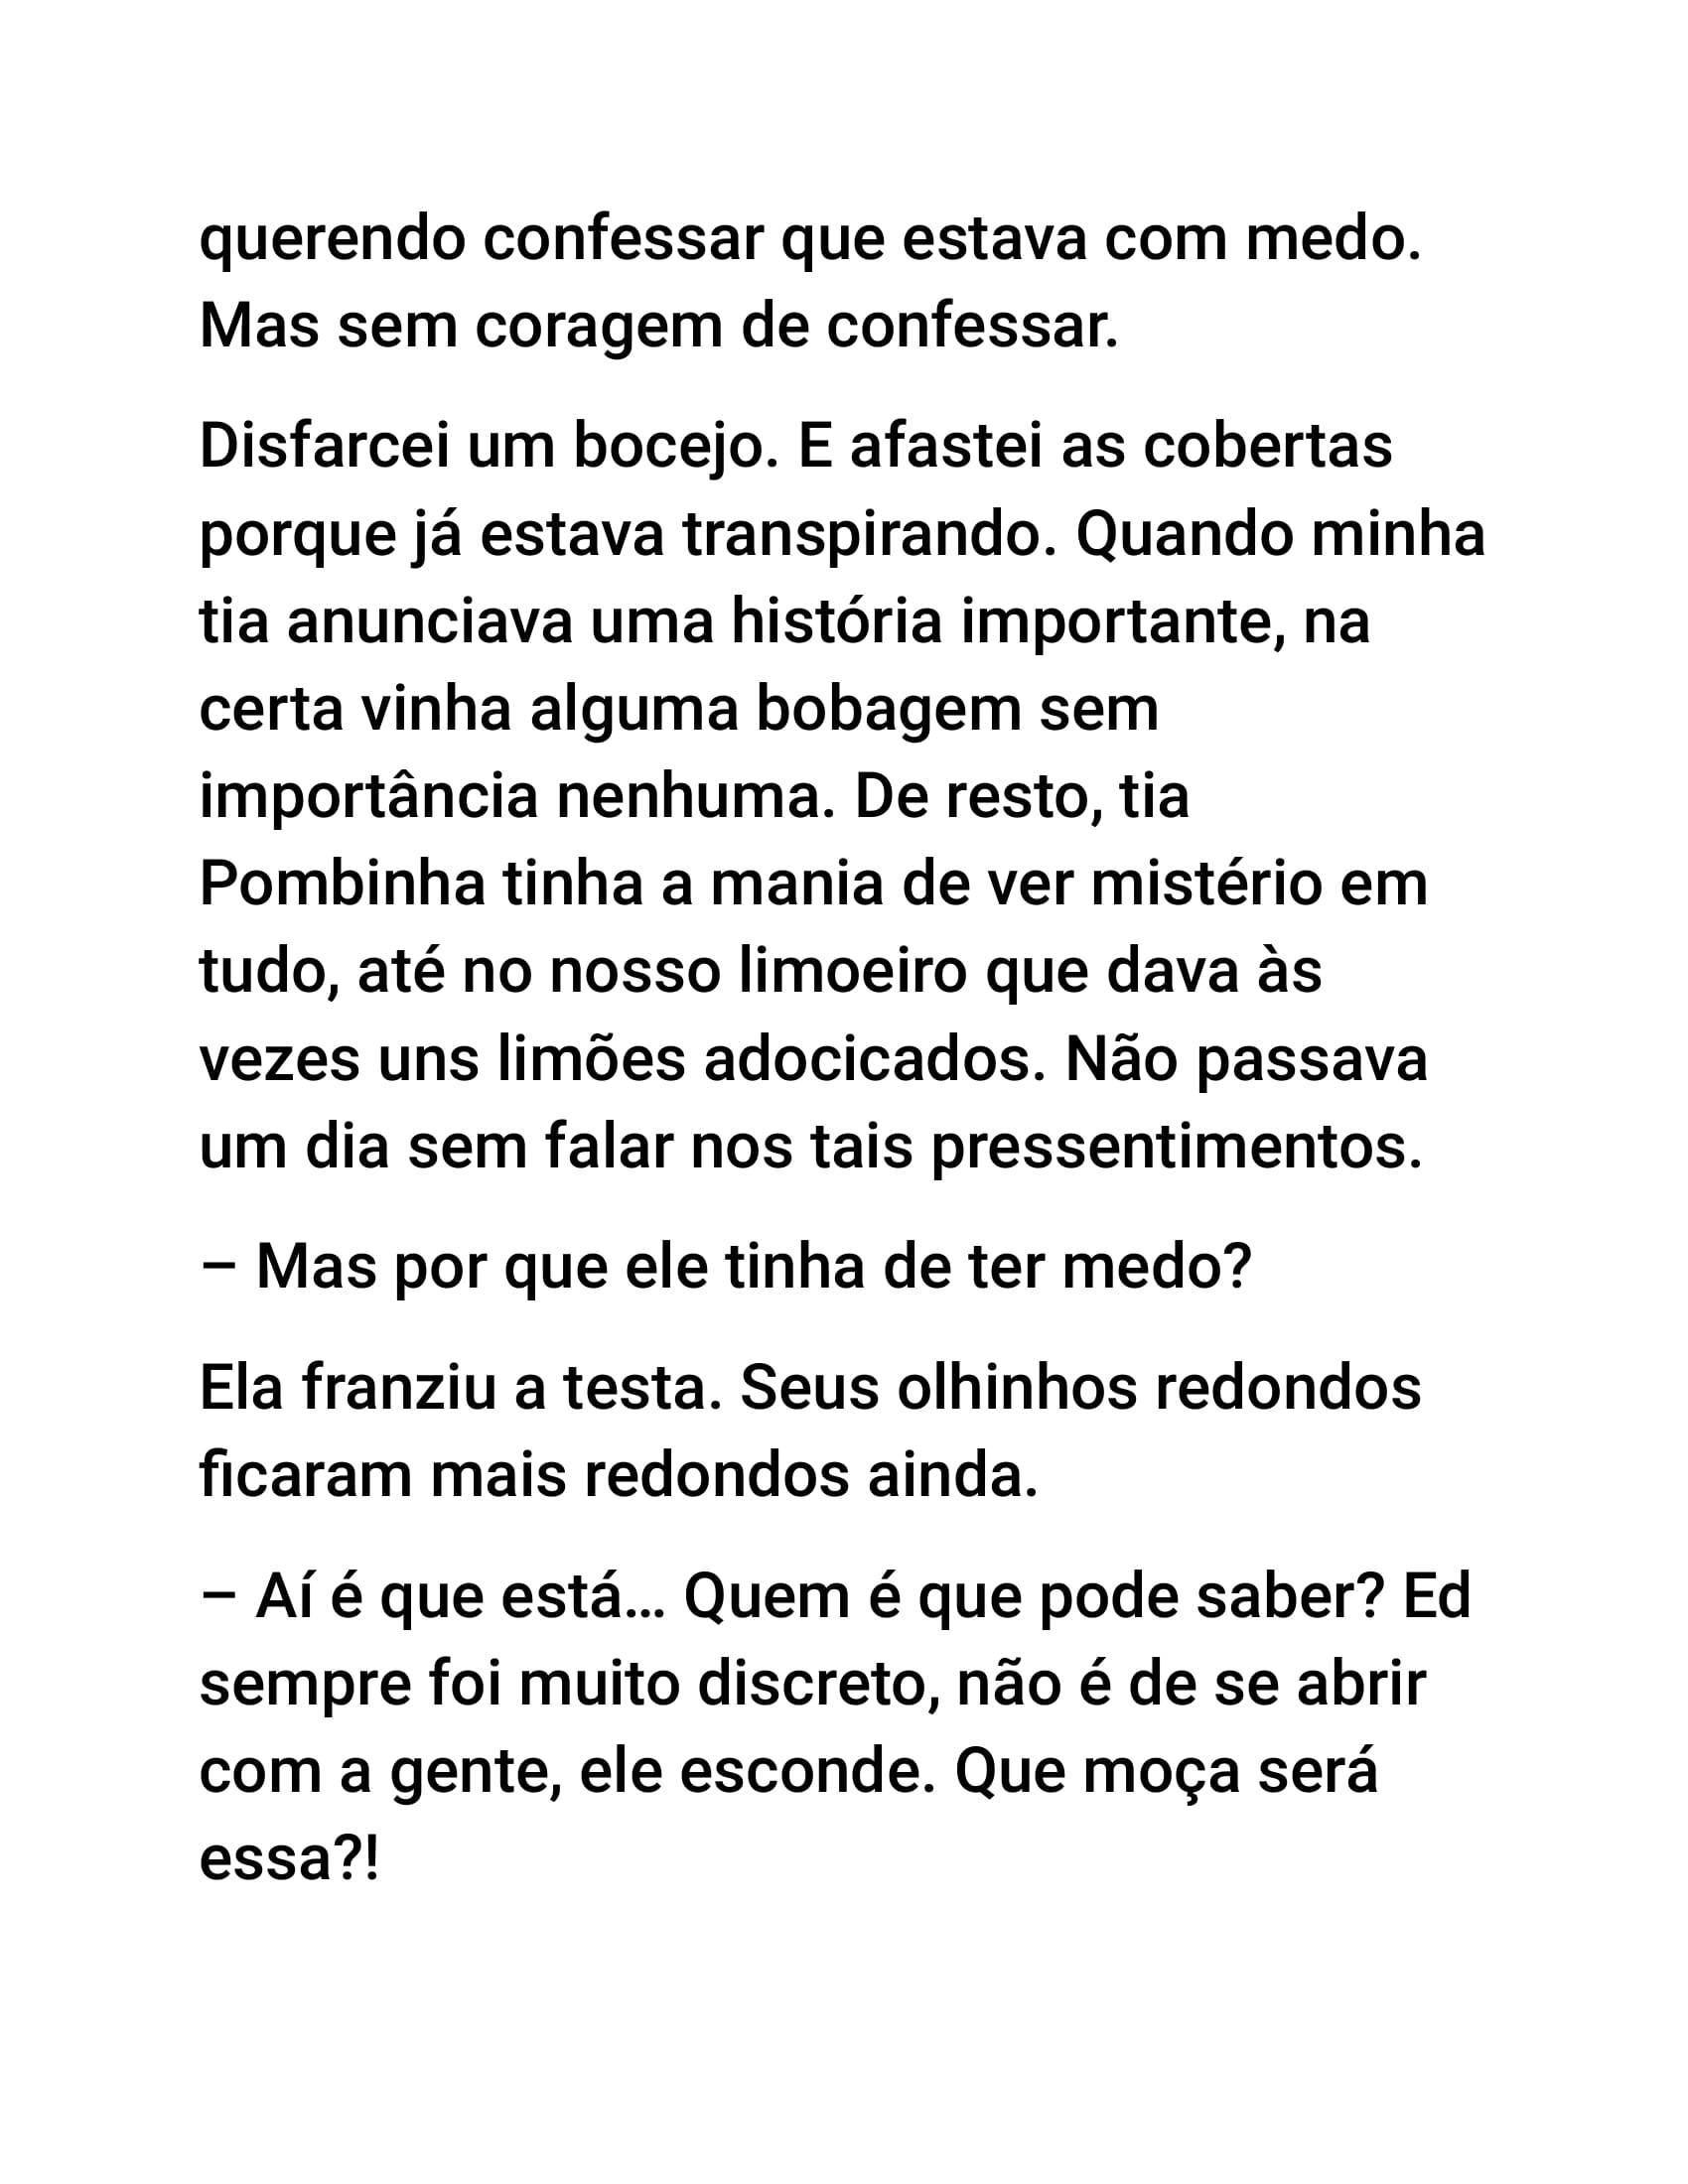 querendo confessar que estava com medo.
Mas sem coragem de confessar.
Disfarcei um bocejo. E afastei as cobertas
porque já estava transpirando. Quando minha
tia anunciava uma história importante, na
certa vinha alguma bobagem sem
importância nenhuma. De resto, tia
Pombinha tinha a mania de ver mistério em
tudo, até no nosso limoeiro que dava às
vezes uns limões adocicados. Não passava
um dia sem falar nos tais pressentimentos.
– Mas por que ele tinha de ter medo?
Ela franziu a testa. Seus olhinhos redondos
ficaram mais redondos ainda.
– Aí é que está… Quem é que pode saber? Ed
sempre foi muito discreto, não é de se abrir
com a gente, ele esconde. Que moça será
essa?!